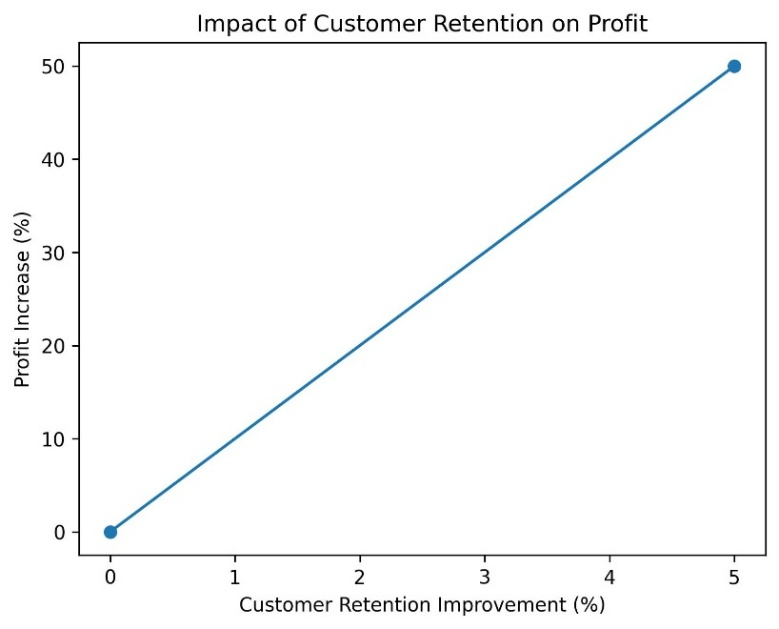 Impact of Customer Retention on Profit
Profit Increase (%)
50
40
30
20
10
0
0 1 2 3 4 5
Customer Retention Improvement (%)